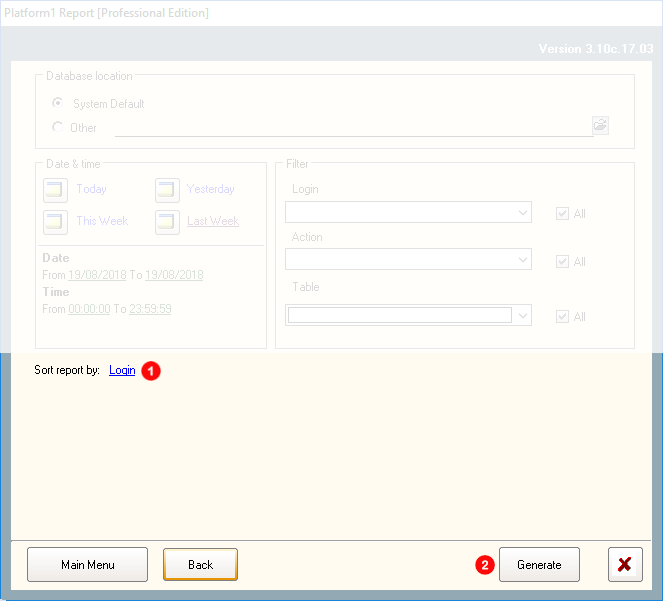 Platform1 Report [Professional Edition]
Version 3.10c.17.03
Database location
System Default
Other
Date & time
Today
Yesterday
This Week
Last Week
Date
From 19/08/2018 To 19/08/2018
Time
From 00:00:00 To 23:59:59
Filter
Login
All
Action
All
Table
All
Sort report by: Login 1
Main Menu
Back
2 Generate